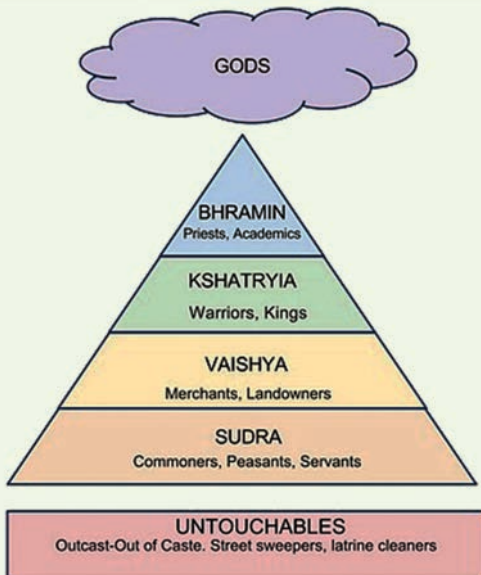 GODS
BHRAMIN
Priests, Academics
KSHATRYIA
Warriors, Kings
VAISHYA
Merchants, Landowners
SUDRA
Commoners, Peasants, Servants
UNTOUCHABLES
Outcast-Out of Caste. Street sweepers, latrine cleaners